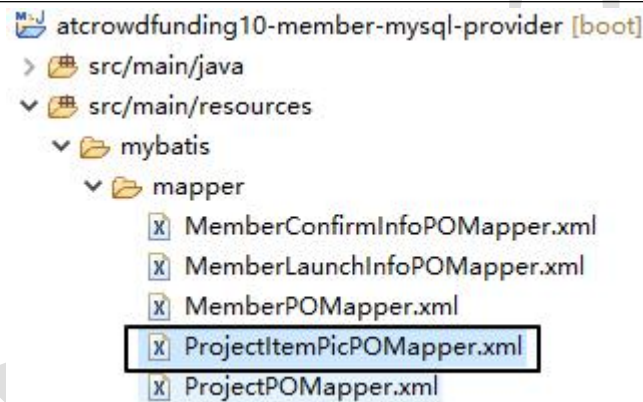 atcrowdfunding10-member-mysql-provider [boot]
src/main/java
src/main/resources
mybatis
mapper
MemberConfirmInfoPOMapper.xml
MemberLaunchInfoPOMapper.xml
MemberPOMapper.xml
ProjectItemPicPOMapper.xml
ProjectPOMapper.xml